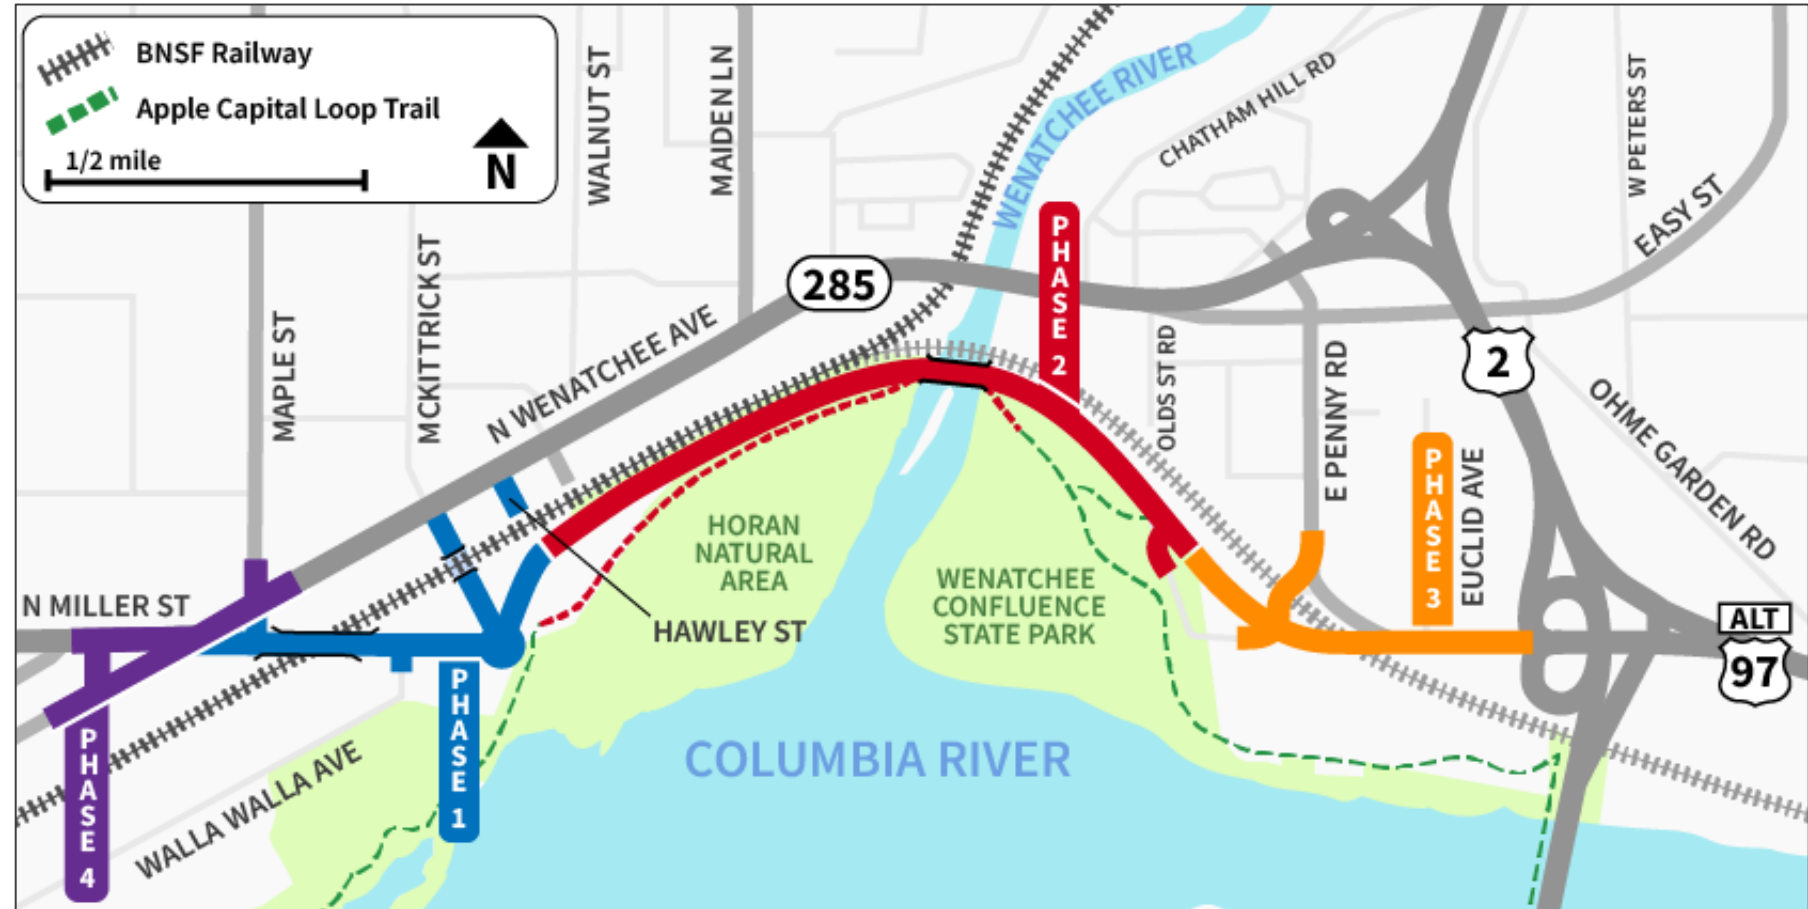 BNSF Railway
Apple Capital Loop Trail
1/2 mile
N
WALNUT ST
MAIDEN LN
WENATCHEE RIVER
CHATHAM HILL RD
W PETERS ST
EASY ST
MCKITTRICK ST
MAPLE ST
N WENATCHEE AVE
285
PHASE 2
OLDS ST RD
E PENNY RD
2
OHME GARDEN RD
PHASE 3
EUCLID AVE
HORAN
NATURAL
AREA
WENATCHEE
CONFLUENCE
STATE PARK
N MILLER ST
HAWLEY ST
ALT
97
PHASE 1
PHASE 4
WALLA WALLA AVE
COLUMBIA RIVER